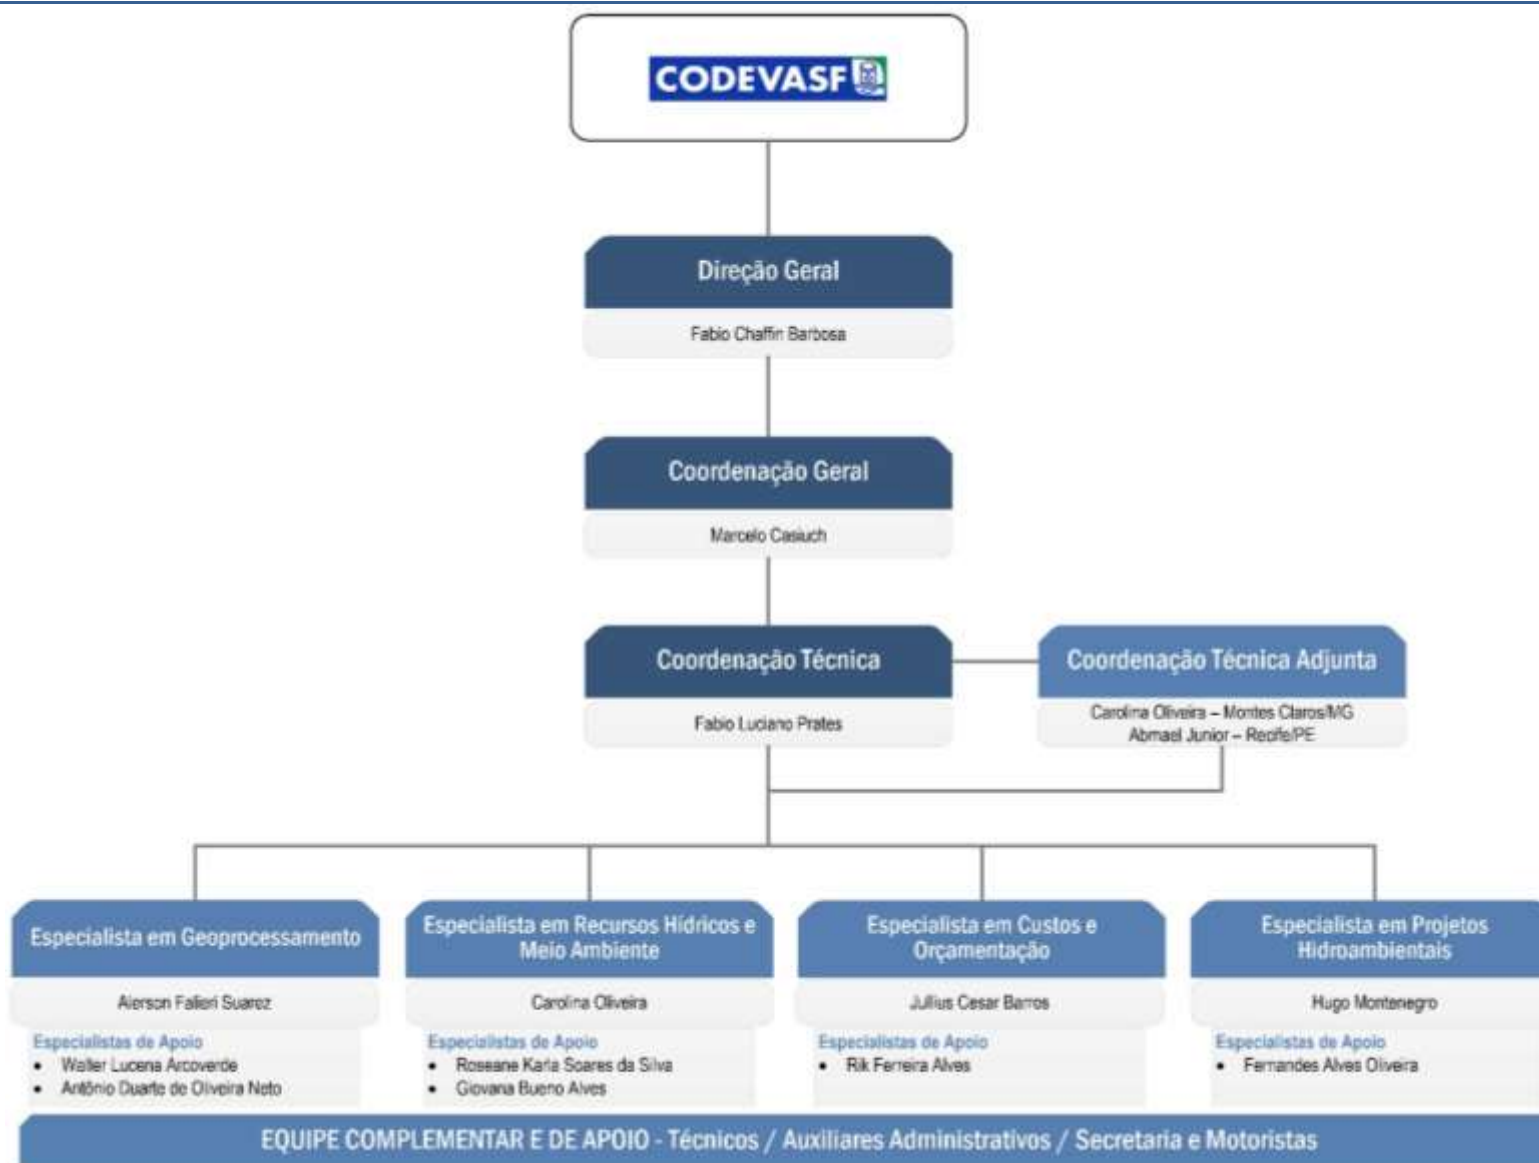 CODEVASF
Direção Geral
Fabio Chaffin Barbosa
Coordenação Geral
Marcelo Casiuch
Coordenação Técnica
Fabio Luciano Prates
Coordenação Técnica Adjunta
Carolina Oliveira – Montes Claros/MG
Abmael Junior – Recife/PE
Especialista em Geoprocessamento
Alerson Falieri Suarez
Especialistas de Apoio
• Walter Lucena Arcoverde
• Antônio Duarte de Oliveira Neto
Especialista em Recursos Hídricos e
Meio Ambiente
Carolina Oliveira
Especialistas de Apoio
• Roseane Karla Soares da Silva
• Giovana Bueno Alves
Especialista em Custos e
Orçamentação
Jullius Cesar Barros
Especialistas de Apoio
• Rik Ferreira Alves
Especialista em Projetos
Hidroambientais
Hugo Montenegro
Especialistas de Apoio
• Fernandes Alves Oliveira
EQUIPE COMPLEMENTAR E DE APOIO - Técnicos / Auxiliares Administrativos / Secretaria e Motoristas